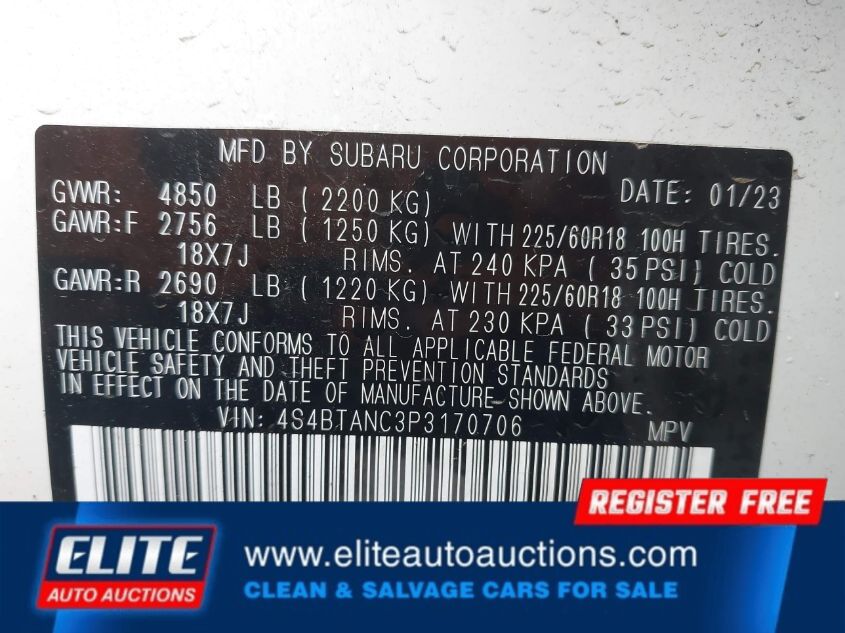 MFD BY SUBARU CORPORATION DATE: 01/23
GVWR: 4850 LB ( 2200 KG)
GAWR:F 2756 LB ( 1250 KG) WITH 225/60R18 100H TIRES.
18X7J RIMS. AT 240 KPA ( 35 PSI) COLD
GAWR:R 2690 LB ( 1220 KG) WITH 225/60R18 100H TIRES.
18X7J RIMS. AT 230 KPA ( 33 PSI) COLD
THIS VEHICLE CONFORMS TO ALL APPLICABLE FEDERAL MOTOR
VEHICLE SAFETY AND THEFT PREVENTION STANDARDS
IN EFFECT ON THE DATE OF MANUFACTURE SHOWN ABOVE.
VIN: 4S4BTANC3P3170706 MPV
REGISTER FREE
ELITE
AUTO AUCTIONS
www.eliteautoauctions.com
CLEAN & SALVAGE CARS FOR SALE